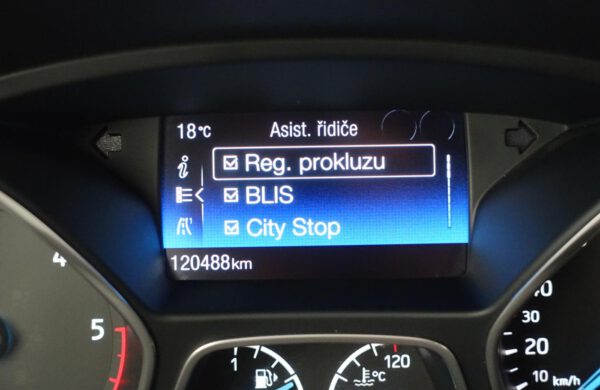 18°C Asist. řidiče
i
Reg. prokluzu
BLIS
City Stop
120488km
4
5
1
120
°C
40
30
20
10 km/h